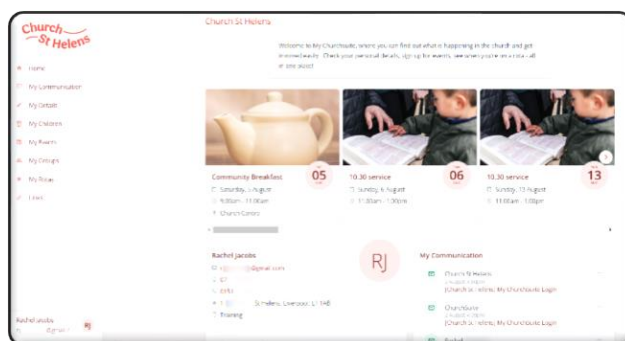 Church
St Helens
Home
My Communication
My Details
My Children
My Events
My Groups
My Rotas
Links
Rachel Jacobs
@gmail
RJ
Church St Helens
Welcome to My ChurchSuite, where you can find out what is happening in the church and get
involved easily. Check your personal details, sign up for events, see when you're on a rota - all
in one place!
Community Breakfast
05
Saturday, 5 August
9.00am - 11.00am
Church Centre
10.30 service
06
Sunday, 6 August
11.00am - 1.00pm
10.30 service
13
Sunday, 13 August
11.00am - 1.00pm
Rachel Jacobs
RJ
@gmail.com
07
St Helens, Liverpool, L1 1AB
Training
My Communication
Church St Helens
[Church St Helens] My ChurchSuite Login
ChurchSuite
[Church St Helens] My ChurchSuite Login
Rachel